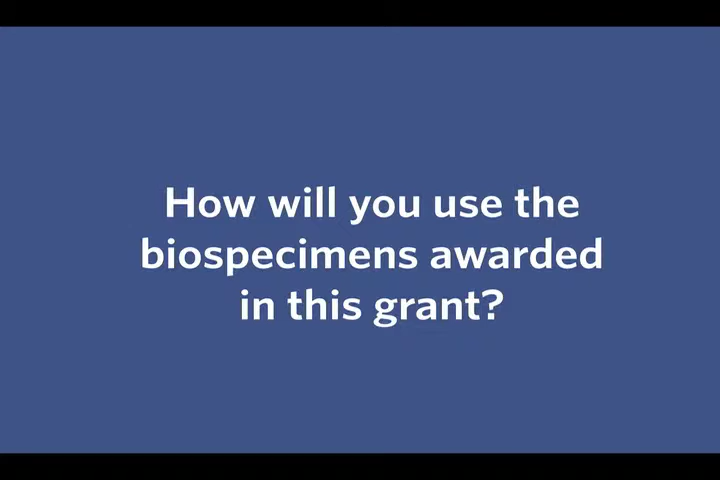 How will you use the
biospecimens awarded
in this grant?